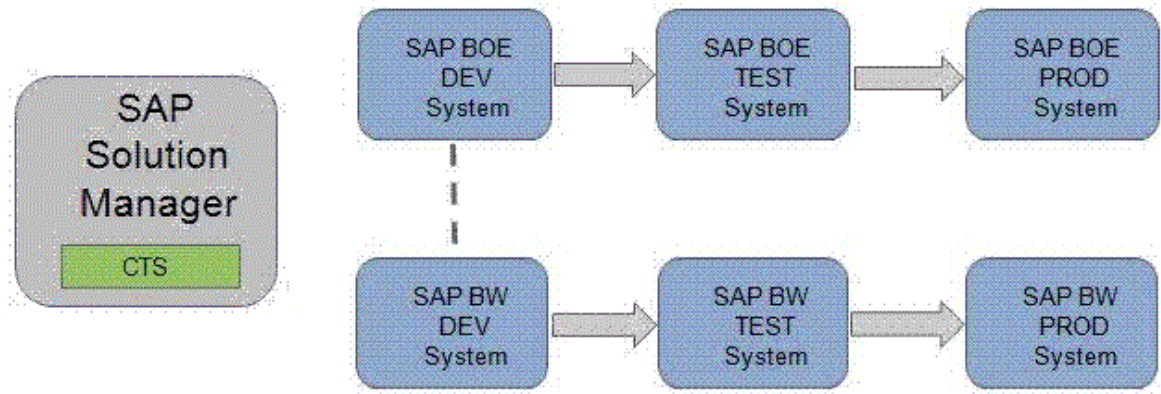 SAP
Solution
Manager
CTS
SAP BOE
DEV
System
SAP BOE
TEST
System
SAP BOE
PROD
System
SAP BW
DEV
System
SAP BW
TEST
System
SAP BW
PROD
System